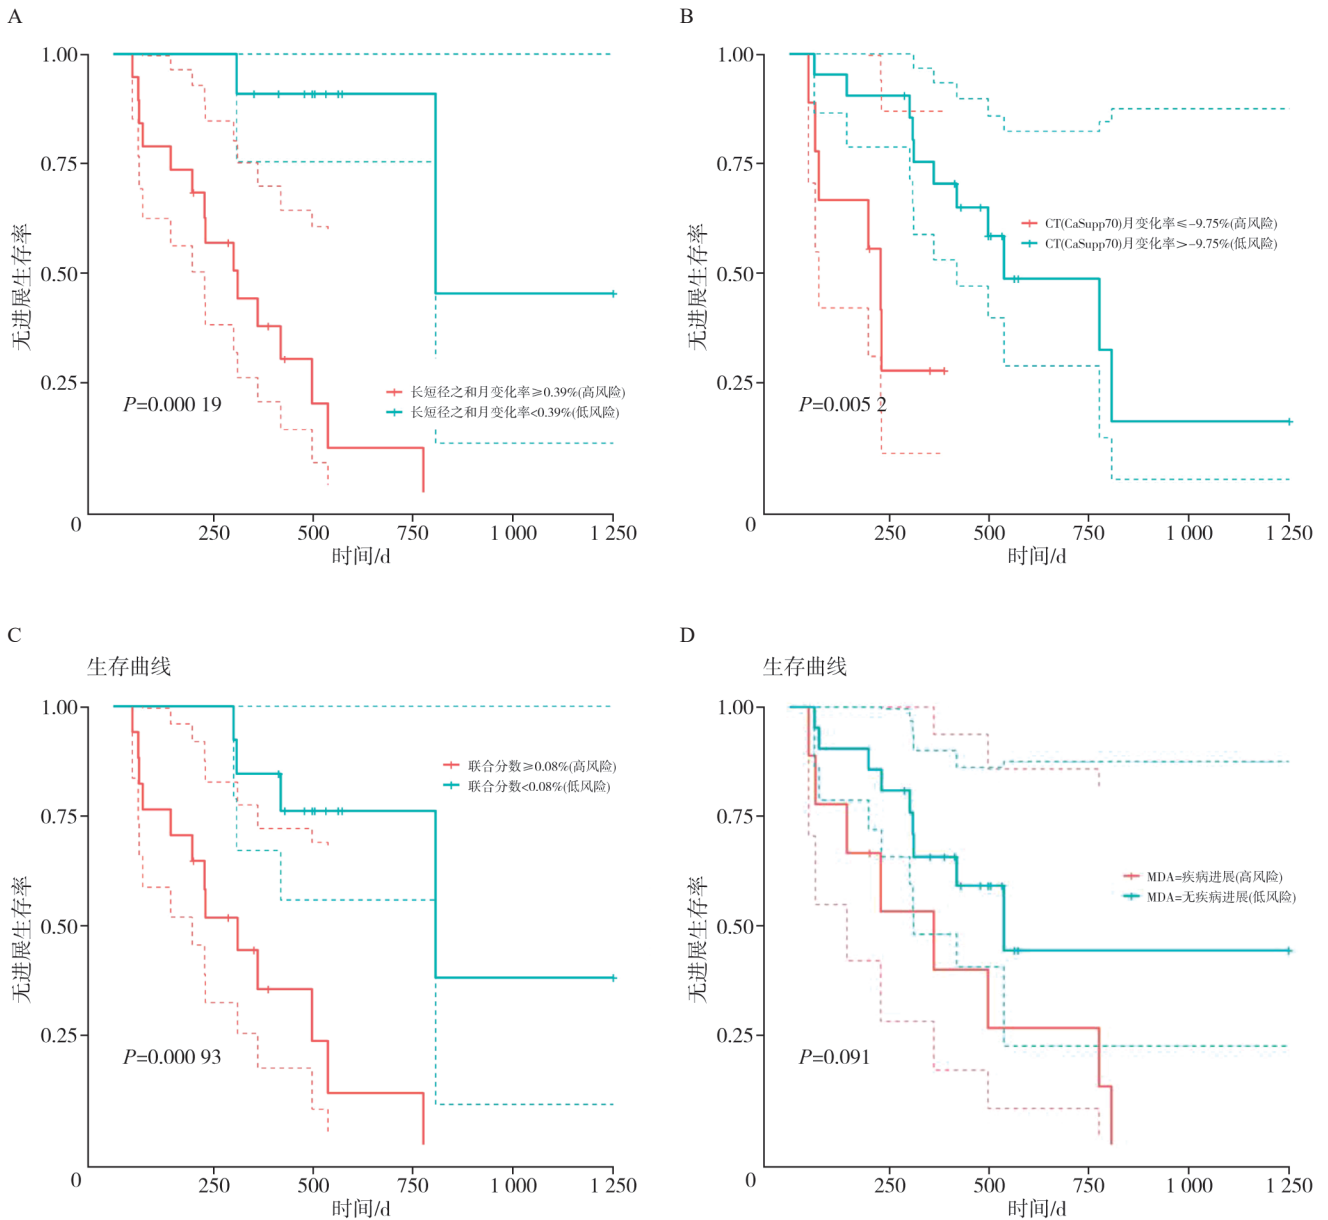 A
1.00
0.75
0.50
0.25
0
无进展生存率
P=0.000 19
长短径之和月变化率≥0.39%(高风险)
长短径之和月变化率<0.39%(低风险)
250
500
750
1 000
1 250
时间/d
B
1.00
0.75
0.50
0.25
0
无进展生存率
CT(CaSupp70)月变化率≤-9.75%(高风险)
CT(CaSupp70)月变化率>-9.75%(低风险)
P=0.005 2
250
500
750
1 000
1 250
时间/d
C
生存曲线
1.00
0.75
0.50
0.25
0
无进展生存率
联合分数≥0.08%(高风险)
联合分数<0.08%(低风险)
P=0.000 93
250
500
750
1 000
1 250
时间/d
D
生存曲线
1.00
0.75
0.50
0.25
0
无进展生存率
MDA=疾病进展(高风险)
MDA=无疾病进展(低风险)
P=0.091
250
500
750
1 000
1 250
时间/d